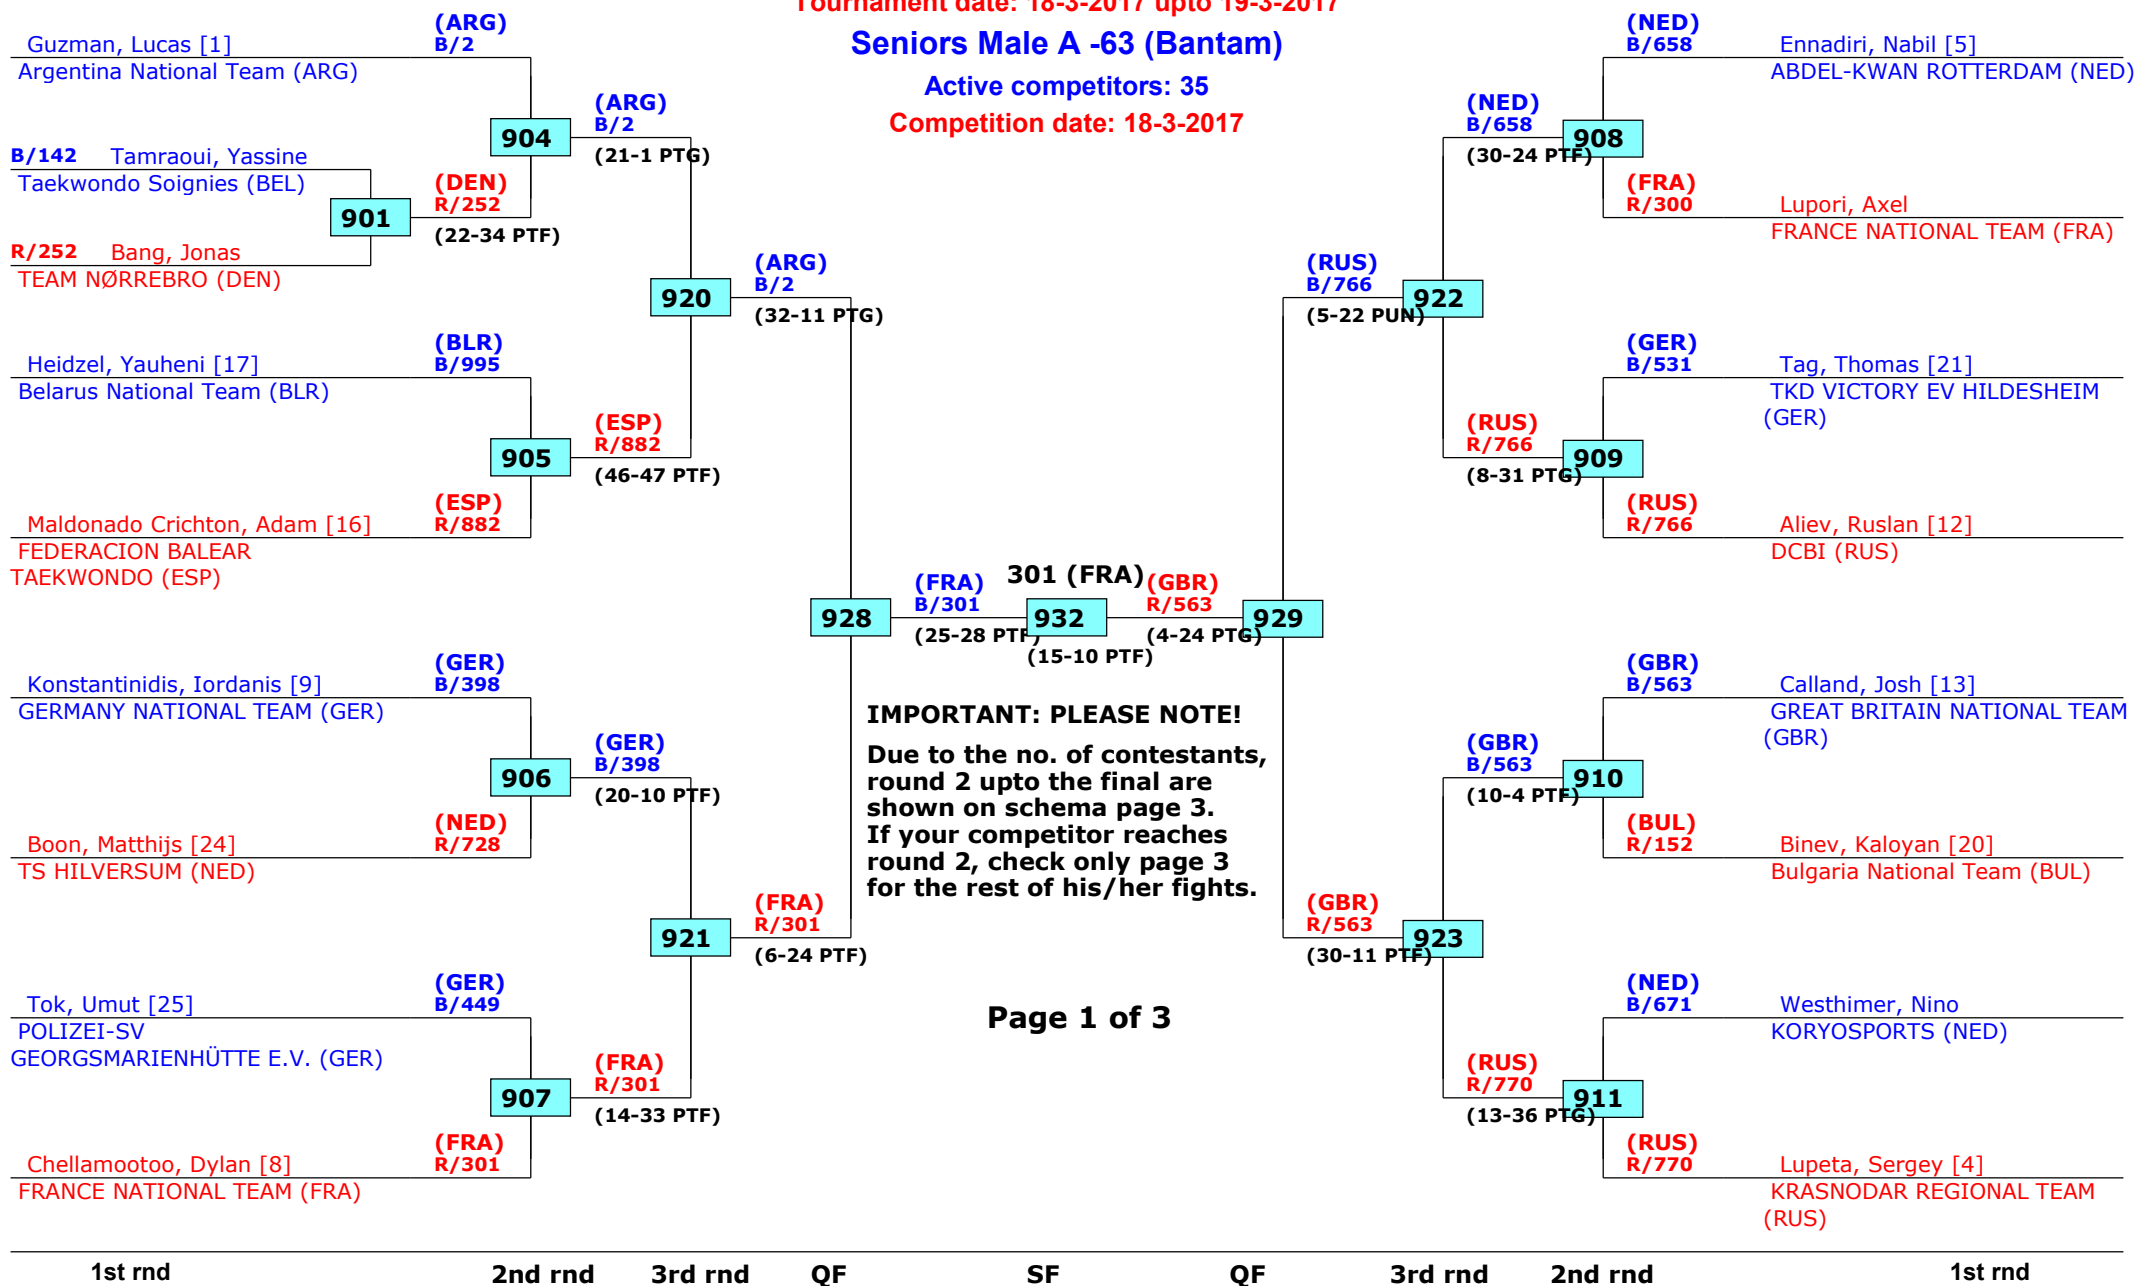 Tournament date: 18-3-2017 upto 19-3-2017
Seniors Male A -63 (Bantam)
Active competitors: 35
Competition date: 18-3-2017
Guzman, Lucas [1]
Argentina National Team (ARG)
(ARG)
B/2
B/142 Tamraoui, Yassine
Taekwondo Soignies (BEL)
901
R/252 Bang, Jonas
TEAM NØRREBRO (DEN)
(DEN)
R/252
(22-34 PTF)
904
(ARG)
B/2
(21-1 PTG)
Heidzel, Yauheni [17]
Belarus National Team (BLR)
(BLR)
B/995
905
Maldonado Crichton, Adam [16]
FEDERACION BALEAR
TAEKWONDO (ESP)
(ESP)
R/882
(ESP)
R/882
(46-47 PTF)
920
(ARG)
B/2
(32-11 PTG)
Konstantinidis, Iordanis [9]
GERMANY NATIONAL TEAM (GER)
(GER)
B/398
906
Boon, Matthijs [24]
TS HILVERSUM (NED)
(NED)
R/728
(GER)
B/398
(20-10 PTF)
Tok, Umut [25]
POLIZEI-SV
GEORGSMARIENHÜTTE E.V. (GER)
(GER)
B/449
907
Chellamootoo, Dylan [8]
FRANCE NATIONAL TEAM (FRA)
(FRA)
R/301
(FRA)
R/301
(14-33 PTF)
921
(FRA)
R/301
(6-24 PTF)
928
(FRA)
B/301
(25-28 PTF)
301 (FRA)
932
(15-10 PTF)
(GBR)
R/563
(4-24 PTG)
929
IMPORTANT: PLEASE NOTE!
Due to the no. of contestants,
round 2 upto the final are
shown on schema page 3.
If your competitor reaches
round 2, check only page 3
for the rest of his/her fights.
Page 1 of 3
(NED)
B/658
Ennadiri, Nabil [5]
ABDEL-KWAN ROTTERDAM (NED)
908
(NED)
B/658
(30-24 PTF)
(FRA)
R/300
Lupori, Axel
FRANCE NATIONAL TEAM (FRA)
(RUS)
B/766
(5-22 PUN)
922
(GER)
B/531
Tag, Thomas [21]
TKD VICTORY EV HILDESHEIM
(GER)
909
(RUS)
R/766
(8-31 PTG)
(RUS)
R/766
Aliev, Ruslan [12]
DCBI (RUS)
(GBR)
B/563
Calland, Josh [13]
GREAT BRITAIN NATIONAL TEAM
(GBR)
910
(GBR)
B/563
(10-4 PTF)
(BUL)
R/152
Binev, Kaloyan [20]
Bulgaria National Team (BUL)
(GBR)
R/563
(30-11 PTF)
923
(NED)
B/671
Westhimer, Nino
KORYOSPORTS (NED)
911
(RUS)
R/770
(13-36 PTG)
(RUS)
R/770
Lupeta, Sergey [4]
KRASNODAR REGIONAL TEAM
(RUS)
1st rnd 2nd rnd 3rd rnd QF SF QF 3rd rnd 2nd rnd 1st rnd